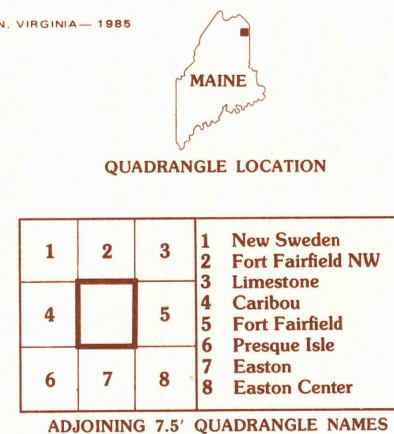 N, VIRGINIA— 1985
MAINE
QUADRANGLE LOCATION
1 2 3
4 5
6 7 8
1 New Sweden
2 Fort Fairfield NW
3 Limestone
4 Caribou
5 Fort Fairfield
6 Presque Isle
7 Easton
8 Easton Center
ADJOINING 7.5′ QUADRANGLE NAMES